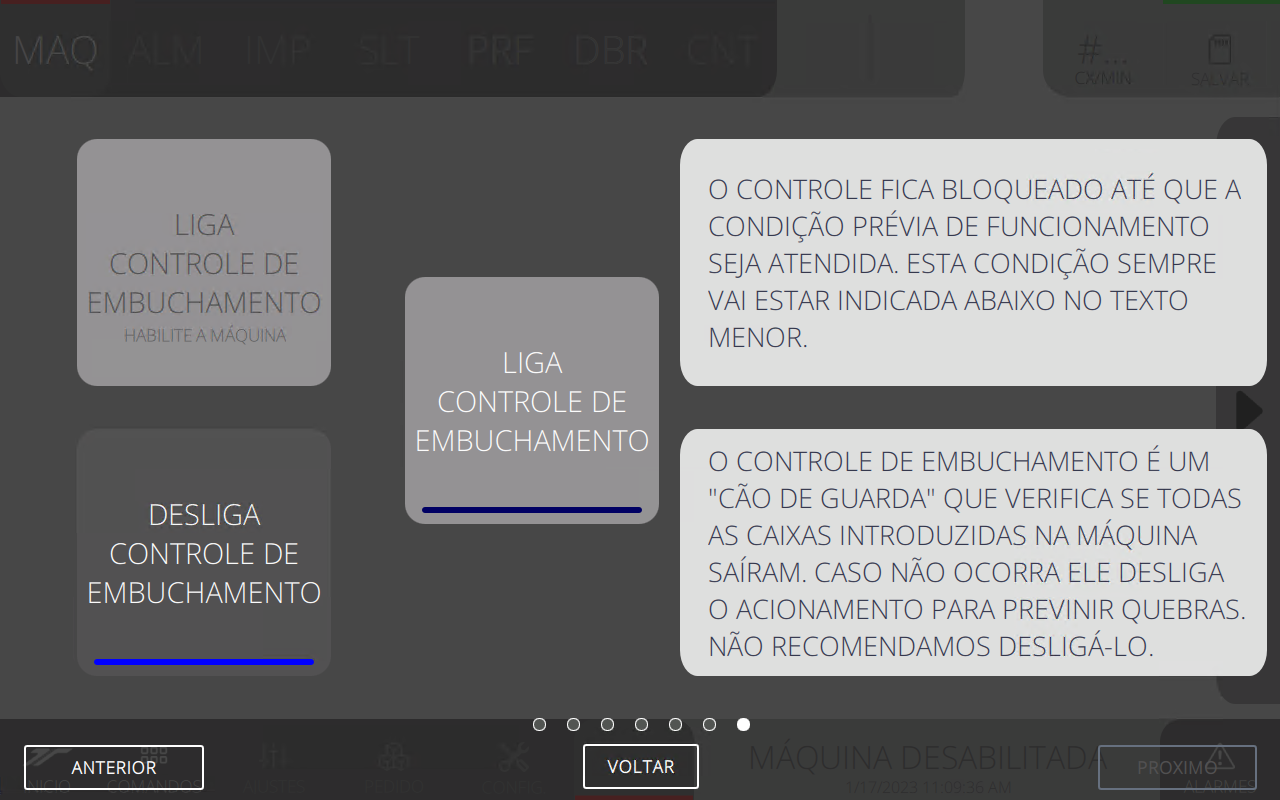 MAQ ALM IMP SLT PRF DBR CNT
#...
CX/MIN SALVAR
LIGA
CONTROLE DE
EMBUCHAMENTO
HABILITE A MÁQUINA
DESLIGA
CONTROLE DE
EMBUCHAMENTO
LIGA
CONTROLE DE
EMBUCHAMENTO
O CONTROLE FICA BLOQUEADO ATÉ QUE A
CONDIÇÃO PRÉVIA DE FUNCIONAMENTO
SEJA ATENDIDA. ESTA CONDIÇÃO SEMPRE
VAI ESTAR INDICADA ABAIXO NO TEXTO
MENOR.
O CONTROLE DE EMBUCHAMENTO É UM
"CÃO DE GUARDA" QUE VERIFICA SE TODAS
AS CAIXAS INTRODUZIDAS NA MÁQUINA
SAÍRAM. CASO NÃO OCORRA ELE DESLIGA
O ACIONAMENTO PARA PREVINIR QUEBRAS.
NÃO RECOMENDAMOS DESLIGÁ-LO.
ANTERIOR
VOLTAR
PROXIMO
INICIO COMANDOS AJUSTES PEDIDO CONFIG
MÁQUINA DESABILITADA
1/17/2023 11:09:36 AM
ALARMES